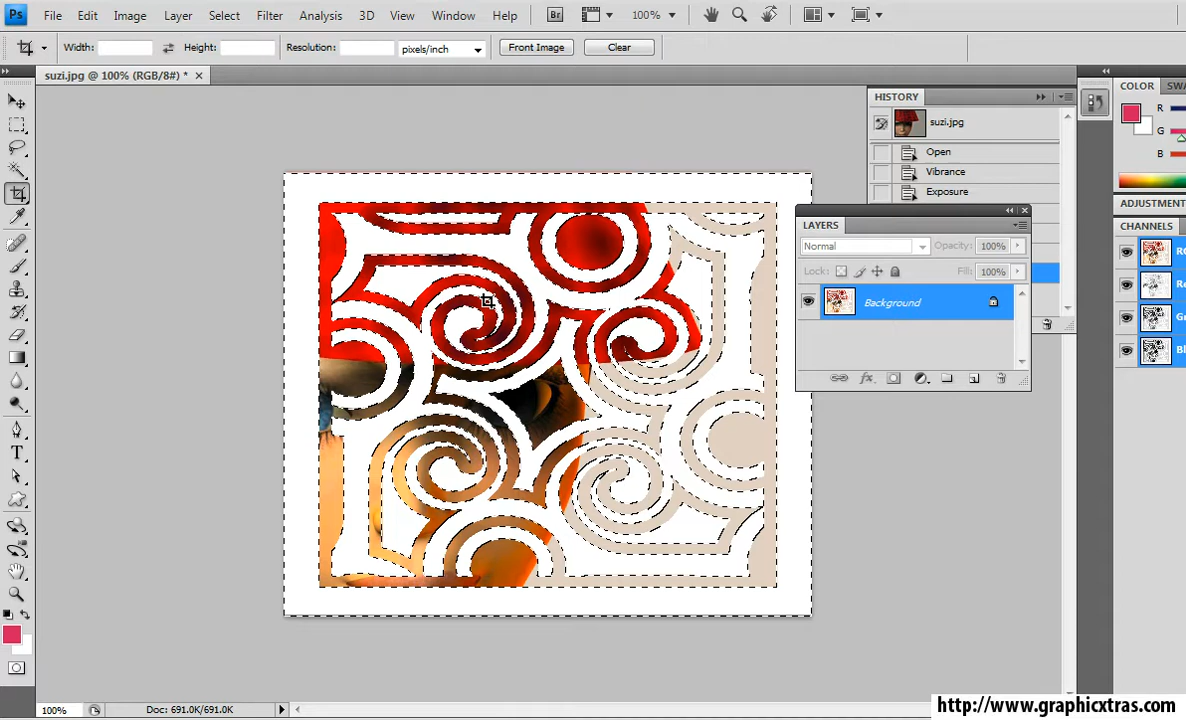 Ps File Edit Image Layer Select Filter Analysis 3D View Window Help Br 100%
Width: Height: Resolution: pixels/inch Front Image Clear
suzi.jpg @ 100% (RGB/8#) *
HISTORY
suzi.jpg
Open
Vibrance
Exposure
LAYERS
Normal Opacity: 100%
Lock: Fill: 100%
Background
COLOR
R
G
B
ADJUSTMENT
CHANNELS
100% Doc: 691.0K/691.0K
http://www.graphicxtras.com